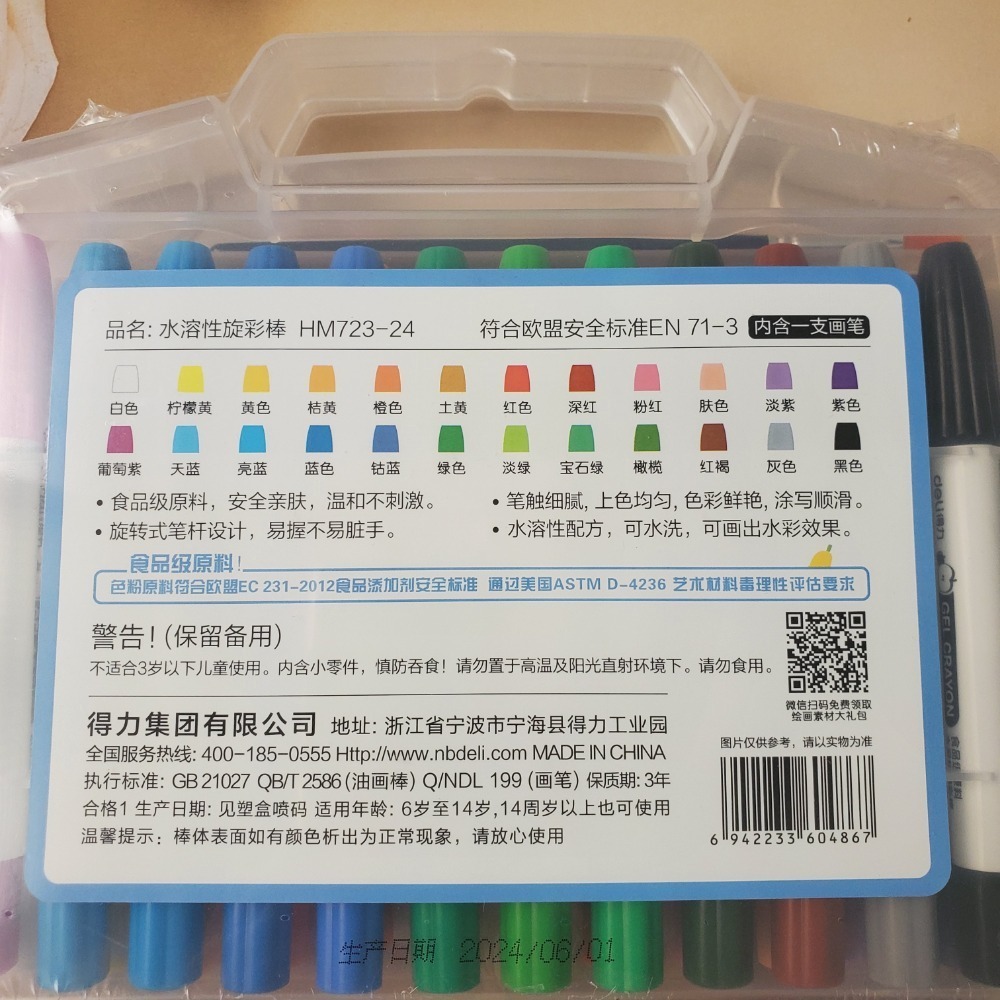 品名: 水溶性旋彩棒 HM723-24 符合欧盟安全标准EN 71-3 内含一支画笔
白色 柠檬黄 黄色 桔黄 橙色 土黄 红色 深红 粉红 肤色 淡紫 紫色
葡萄紫 天蓝 亮蓝 蓝色 钴蓝 绿色 淡绿 宝石绿 橄榄 红褐 灰色 黑色
• 食品级原料，安全亲肤，温和不刺激。 • 笔触细腻, 上色均匀, 色彩鲜艳, 涂写顺滑。
• 旋转式笔杆设计，易握不易脏手。 • 水溶性配方，可水洗，可画出水彩效果。
食品级原料!
色粉原料符合欧盟EC 231-2012食品添加剂安全标准 通过美国ASTM D-4236 艺术材料毒理性评估要求
警告! (保留备用)
不适合3岁以下儿童使用。内含小零件，慎防吞食! 请勿置于高温及阳光直射环境下。请勿食用。
微信扫码免费领取
绘画素材大礼包
得力集团有限公司 地址: 浙江省宁波市宁海县得力工业园
全国服务热线: 400-185-0555 Http://www.nbdeli.com MADE IN CHINA
执行标准: GB 21027 QB/T 2586 (油画棒) Q/NDL 199 (画笔) 保质期: 3年
合格1 生产日期: 见塑盒喷码 适用年龄: 6岁至14岁,14周岁以上也可使用
温馨提示: 棒体表面如有颜色析出为正常现象，请放心使用
图片仅供参考，请以实物为准
6 942233 604867
生产日期 2024/06/01
deli得力
GEL CRAYON